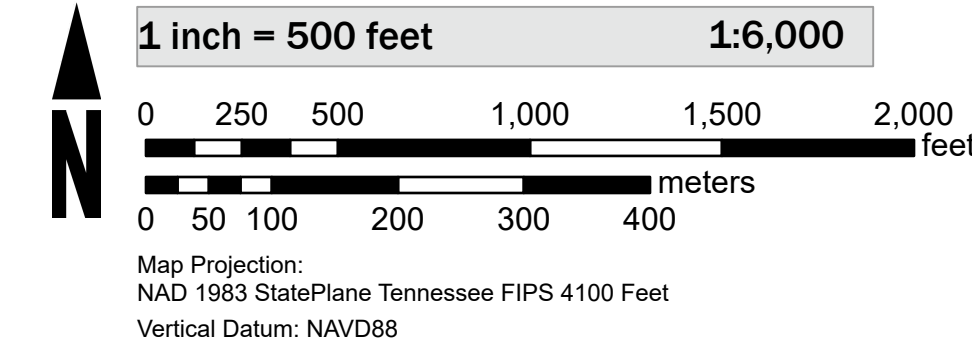 1 inch = 500 feet 1:6,000
0 250 500 1,000 1,500 2,000
feet
meters
0 50 100 200 300 400
N
Map Projection:
NAD 1983 StatePlane Tennessee FIPS 4100 Feet
Vertical Datum: NAVD88